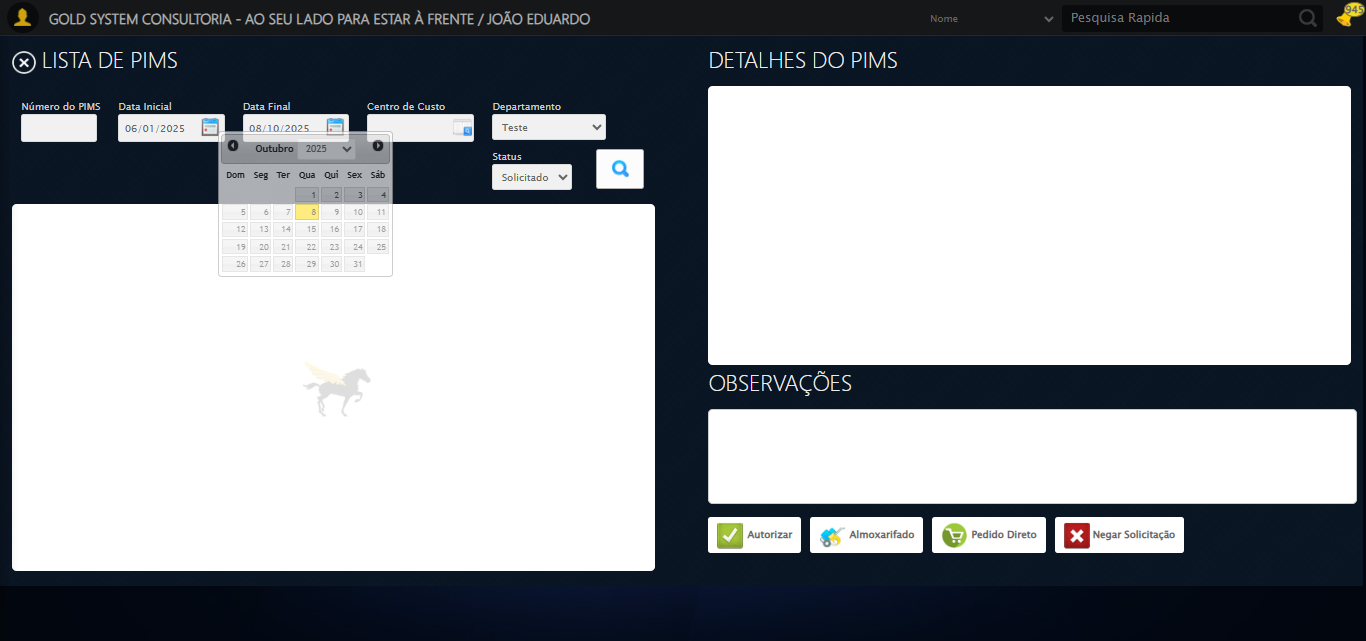 GOLD SYSTEM CONSULTORIA - AO SEU LADO PARA ESTAR À FRENTE / JOÃO EDUARDO
Nome
Pesquisa Rapida
945
LISTA DE PIMS
Número do PIMS
Data Inicial
Data Final
Centro de Custo
Departamento
06/01/2025
08/10/2025
Teste
Outubro 2025
Status
Solicitado
Dom Seg Ter Qua Quí Sex Sáb
1 2 3 4
5 6 7 8 9 10 11
12 13 14 15 16 17 18
19 20 21 22 23 24 25
26 27 28 29 30 31
DETALHES DO PIMS
OBSERVAÇÕES
Autorizar
Almoxarifado
Pedido Direto
Negar Solicitação